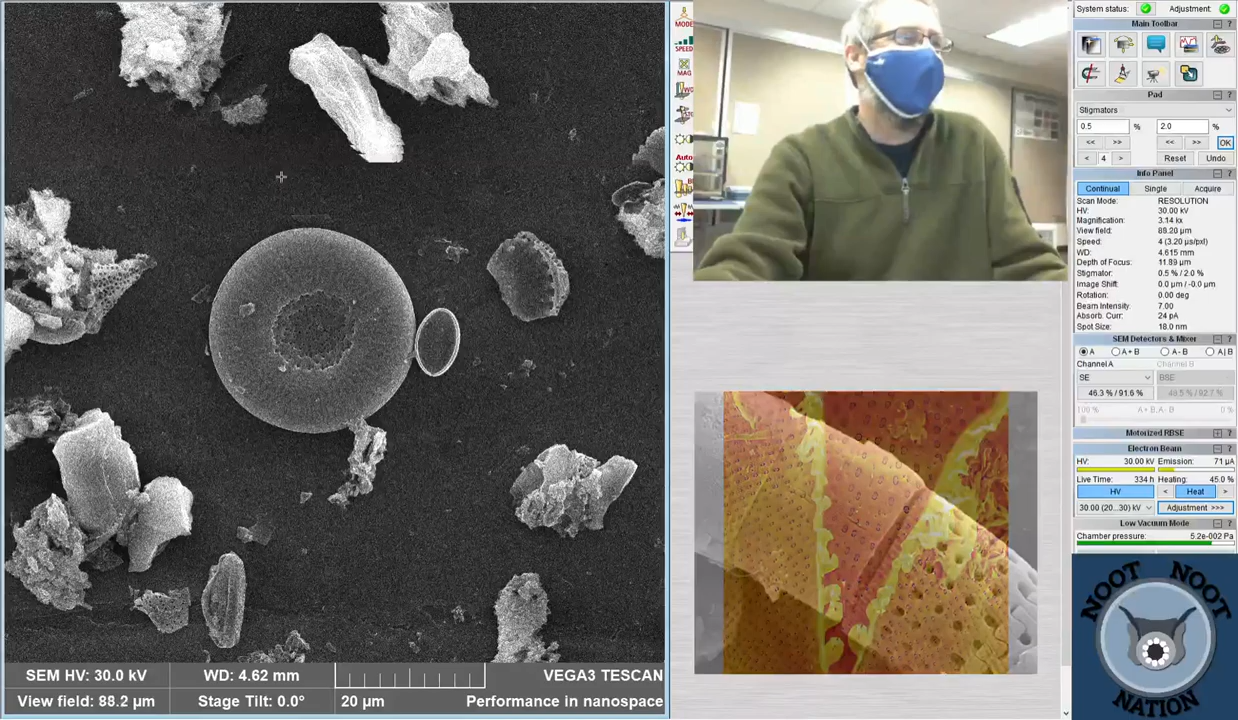 SEM HV: 30.0 kV
WD: 4.62 mm
VEGA3 TESCAN
View field: 88.2 µm
Stage Tilt: 0.0°
20 µm
Performance in nanospace
MODE
SPEED
MAG
WD
Auto
System status:
Adjustment:
Main Toolbar
Pad
Stigmators
0.5 %
2.0 %
<< >> << >> OK
< 4 > Reset Undo
Info Panel
Continual Single Acquire
Scan Mode: RESOLUTION
HV: 30.00 kV
Magnification: 3.14 kx
View field: 88.20 µm
Speed: 4 (3.20 µs/pxl)
WD: 4.615 mm
Depth of Focus: 11.89 µm
Stigmator: 0.5 % / 2.0 %
Image Shift: 0.0 µm / -0.0 µm
Rotation: 0.00 deg
Beam Intensity: 7.00
Absorb. Curr: 24 pA
Spot Size: 18.0 nm
SEM Detectors & Mixer
A A + B A - B A | B
Channel A Channel B
SE BSE
46.3 % / 91.6 %
100 % A + B,A - B 0 %
Motorized RBSE
Electron Beam
HV: 30.00 kV Emission: 71 µA
Live Time: 334 h Heating: 45.0 %
HV < Heat >
30.00 (20...30) kV Adjustment >>>
Low Vacuum Mode
Chamber pressure: 5.2e-002 Pa
NOOT NOOT
NATION